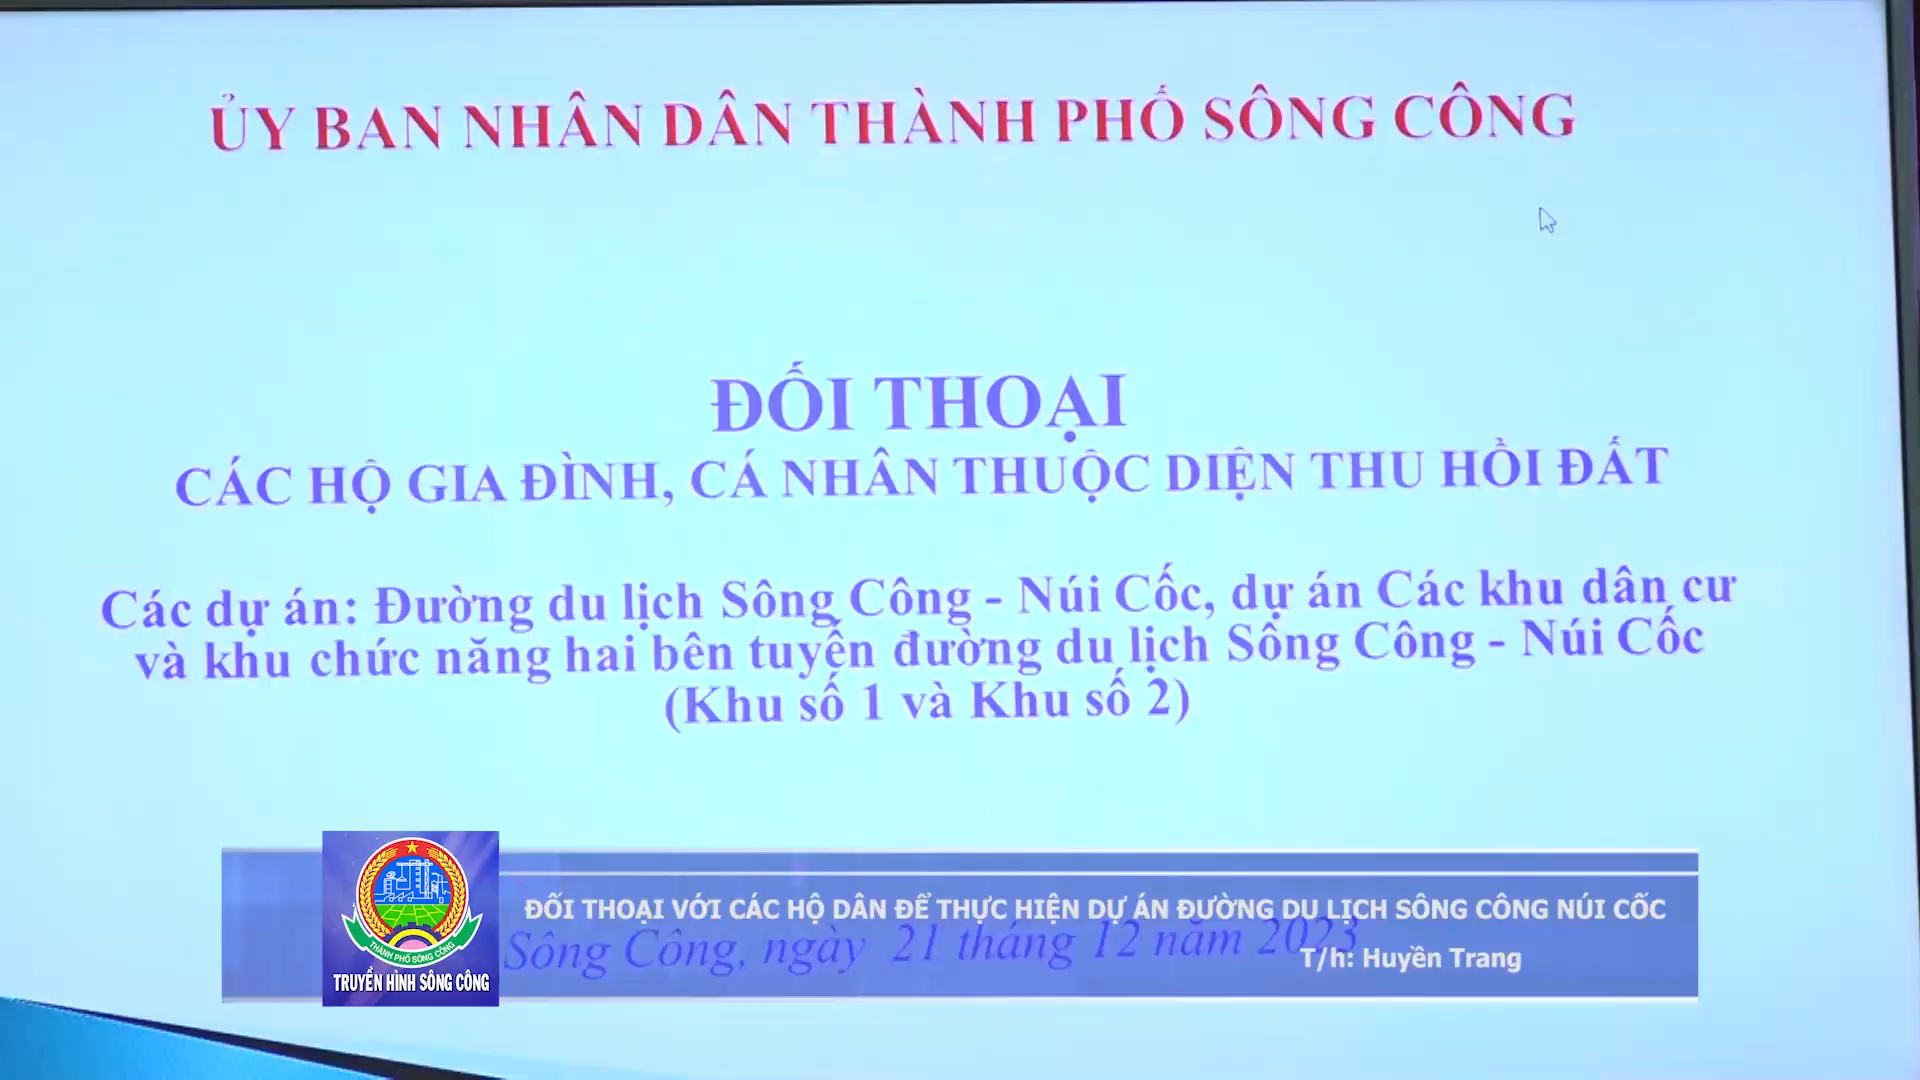 ỦY BAN NHÂN DÂN THÀNH PHỐ SÔNG CÔNG
ĐỐI THOẠI
CÁC HỘ GIA ĐÌNH, CÁ NHÂN THUỘC DIỆN THU HỒI ĐẤT
Các dự án: Đường du lịch Sông Công - Núi Cốc, dự án Các khu dân cư
và khu chức năng hai bên tuyến đường du lịch Sông Công - Núi Cốc
(Khu số 1 và Khu số 2)
ĐỐI THOẠI VỚI CÁC HỘ DÂN ĐỂ THỰC HIỆN DỰ ÁN ĐƯỜNG DU LỊCH SÔNG CÔNG NÚI CỐC
Sông Công, ngày 21 tháng 12 năm 2023
T/h: Huyền Trang
THÀNH PHỐ SÔNG CÔNG
TRUYỀN HÌNH SÔNG CÔNG